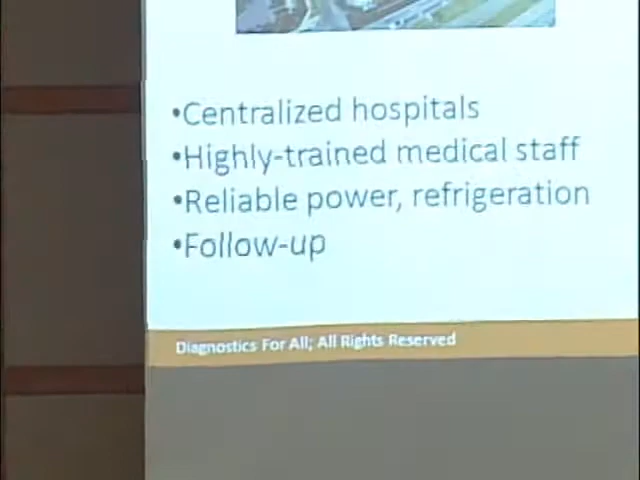 •Centralized hospitals
•Highly-trained medical staff
•Reliable power, refrigeration
•Follow-up
Diagnostics For All; All Rights Reserved